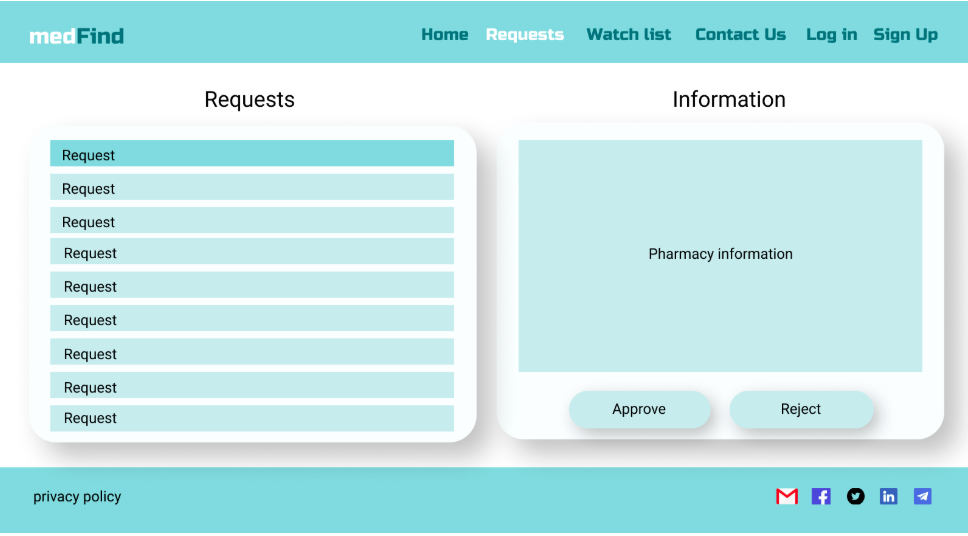 medFind Home Requests Watch list Contact Us Log in Sign Up
Requests
Request
Request
Request
Request
Request
Request
Request
Request
Request
Information
Pharmacy information
Approve Reject
privacy policy
in